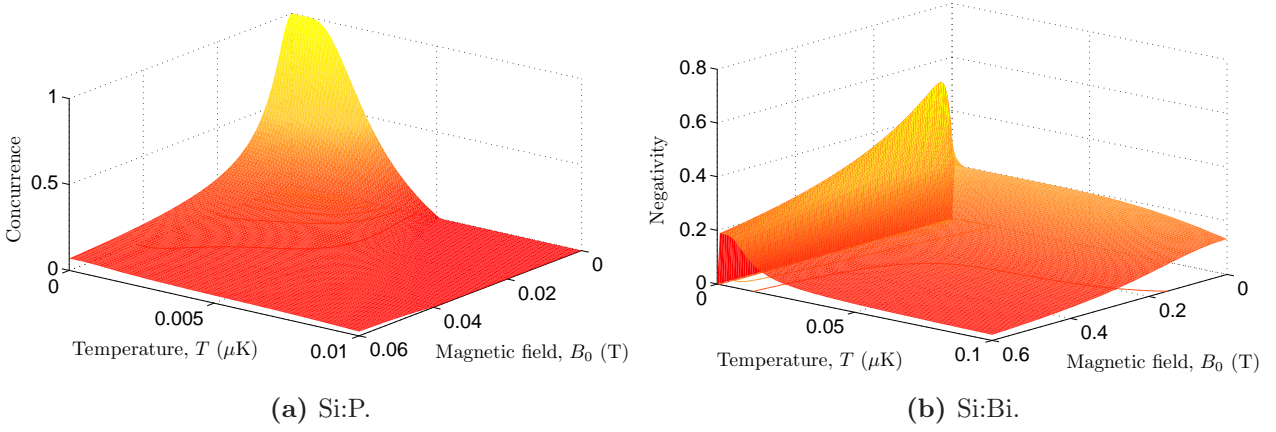 1
0.5
0
Concurrence
0
0.005
0.01
Temperature, T (μK)
0
0.02
0.04
0.06
Magnetic field, B₀ (T)
(a) Si:P.
0.8
0.6
0.4
0.2
0
Negativity
0
0.05
0.1
Temperature, T (μK)
0
0.2
0.4
0.6
Magnetic field, B₀ (T)
(b) Si:Bi.